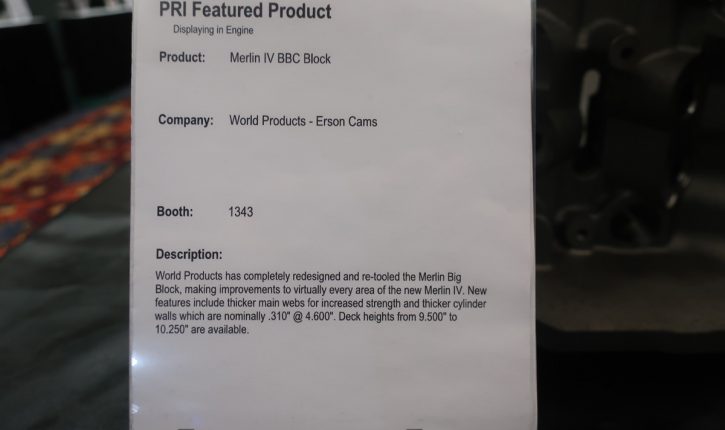 PRI Featured Product
Displaying in Engine
Product: Merlin IV BBC Block
Company: World Products - Erson Cams
Booth: 1343
Description:
World Products has completely redesigned and re-tooled the Merlin Big
Block, making improvements to virtually every area of the new Merlin IV. New
features include thicker main webs for increased strength and thicker cylinder
walls which are nominally .310" @ 4.600". Deck heights from 9.500" to
10.250" are available.